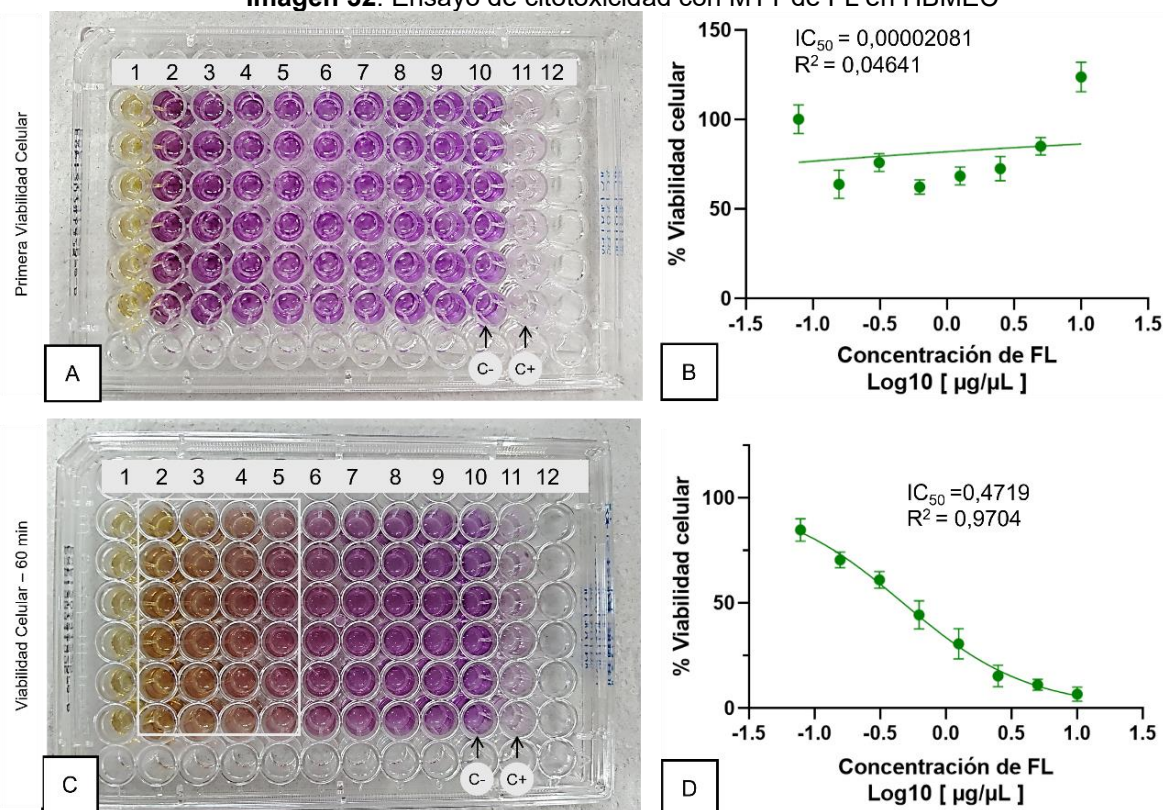 Imagen 32: Ensayo de citotoxicidad con MTT de FL en HBMEC
Primera Viabilidad Celular
1 2 3 4 5 6 7 8 9 10 11 12
C- C+
A
IC50 = 0,00002081
R2 = 0,04641
% Viabilidad celular
150
100
50
0
-1.5 -1.0 -0.5 0.0 0.5 1.0 1.5
Concentración de FL
Log10 [ µg/µL ]
B
Viabilidad Celular – 60 min
1 2 3 4 5 6 7 8 9 10 11 12
C- C+
C
IC50 =0,4719
R2 = 0,9704
% Viabilidad celular
100
50
0
-1.5 -1.0 -0.5 0.0 0.5 1.0 1.5
Concentración de FL
Log10 [ µg/µL ]
D